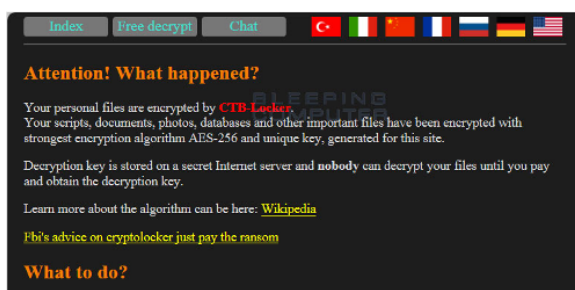 Index Free decrypt Chat
Attention! What happened?
BLEEPING
COMPUTER
Your personal files are encrypted by CTB-Locker.
Your scripts, documents, photos, databases and other important files have been encrypted with
strongest encryption algorithm AES-256 and unique key, generated for this site.
Decryption key is stored on a secret Internet server and nobody can decrypt your files until you pay
and obtain the decryption key.
Learn more about the algorithm can be here: Wikipedia
Fbi's advice on cryptolocker just pay the ransom
What to do?